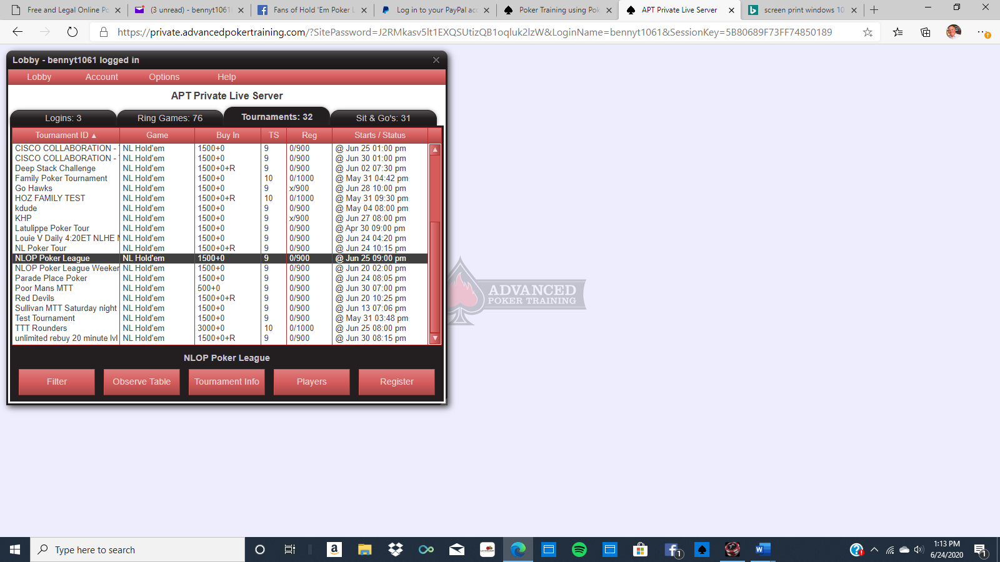 Free and Legal Online Po
(3 unread) - bennyt1061
Fans of Hold 'Em Poker L
Log in to your PayPal acc
Poker Training using Pok
APT Private Live Server
screen print windows 10
https://private.advancedpokertraining.com/?SitePassword=J2RMkasv5lt1EXQSUtizQB1oqluk2lzW&LoginName=bennyt1061&SessionKey=5B80689F73FF74850189
Lobby - bennyt1061 logged in
Lobby Account Options Help
APT Private Live Server
Logins: 3 Ring Games: 76 Tournaments: 32 Sit & Go's: 31
Tournament ID ▲ Game Buy In TS Reg Starts / Status
CISCO COLLABORATION - NL Hold'em 1500+0 9 0/900 @ Jun 25 01:00 pm
CISCO COLLABORATION - NL Hold'em 1500+0 9 0/900 @ Jun 30 01:00 pm
Deep Stack Challenge NL Hold'em 1500+0+R 9 0/900 @ Jun 02 07:30 pm
Family Poker Tournament NL Hold'em 1500+0 10 0/1000 @ May 31 04:42 pm
Go Hawks NL Hold'em 1500+0 9 x/900 @ Jun 28 10:00 pm
HOZ FAMILY TEST NL Hold'em 1500+0+R 10 0/1000 @ May 31 09:30 pm
kdude NL Hold'em 1500+0 9 0/900 @ May 04 08:00 pm
KHP NL Hold'em 1500+0 9 x/900 @ Jun 27 08:00 pm
Latulippe Poker Tour NL Hold'em 1500+0 9 0/900 @ Apr 30 09:00 pm
Louie V Daily 4:20ET NLHE NL Hold'em 1500+0 9 0/900 @ Jun 24 04:20 pm
NL Poker Tour NL Hold'em 1500+0+R 9 0/900 @ Jun 24 10:15 pm
NLOP Poker League NL Hold'em 1500+0 9 0/900 @ Jun 25 09:00 pm
NLOP Poker League Weeken NL Hold'em 1500+0 9 0/900 @ Jun 20 02:00 pm
Parade Place Poker NL Hold'em 1500+0 9 0/900 @ Jun 24 08:05 pm
Poor Mans MTT NL Hold'em 500+0 9 0/900 @ Jun 30 07:00 pm
Red Devils NL Hold'em 1500+0+R 9 0/900 @ Jun 20 10:25 pm
Sullivan MTT Saturday night NL Hold'em 1500+0 9 0/900 @ Jun 13 07:06 pm
Test Tournament NL Hold'em 1500+0 9 0/900 @ May 31 03:48 pm
TTT Rounders NL Hold'em 3000+0 10 0/1000 @ Jun 25 08:00 pm
unlimited rebuy 20 minute lvl NL Hold'em 1500+0+R 9 0/900 @ Jun 30 08:15 pm
NLOP Poker League
Filter Observe Table Tournament Info Players Register
ADVANCED
POKER TRAINING
Type here to search
1:13 PM
6/24/2020
1
1